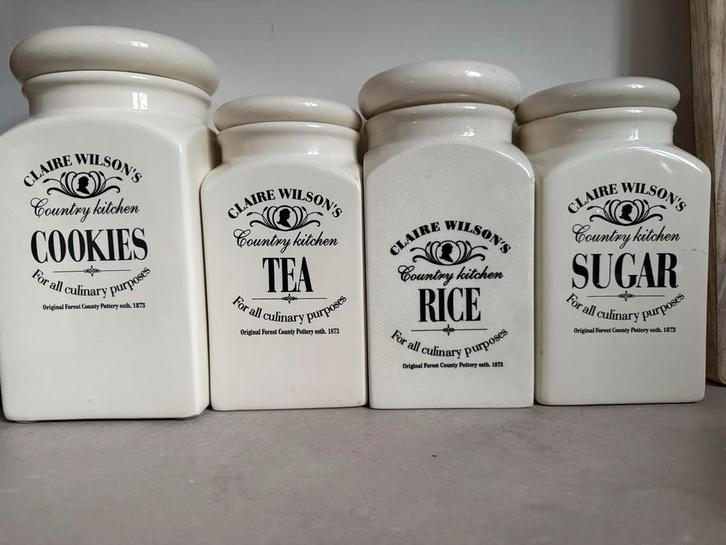 CLAIRE WILSON'S
Country kitchen
COOKIES
For all culinary purposes
Original Forest County Pottery estb. 1873
CLAIRE WILSON'S
Country kitchen
TEA
For all culinary purposes
Original Forest County Pottery estb. 1873
CLAIRE WILSON'S
Country kitchen
RICE
For all culinary purposes
Original Forest County Pottery estb. 1873
CLAIRE WILSON'S
Country kitchen
SUGAR
For all culinary purposes
Original Forest County Pottery estb. 1873